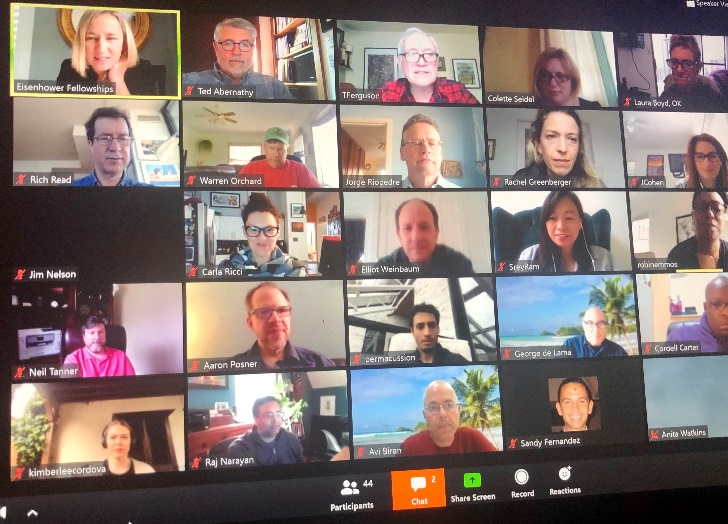 Speaker Vi
Eisenhower Fellowships
Ted Abernathy
TFerguson
Colette Seidel
Laura Boyd, OK
Rich Read
Warren Orchard
Jorge Riopedre
Rachel Greenberger
JCohen
Jim Nelson
Carla Ricci
Elliot Weinbaum
SreyRam
robinemmos
Neil Tanner
Aaron Posner
permacussion
George de Lama
Cordell Carter
kimberleecordova
Raj Narayan
Avi Biran
Sandy Fernandez
Anita Watkins
44
2
Participants
Chat
Share Screen
Record
Reactions